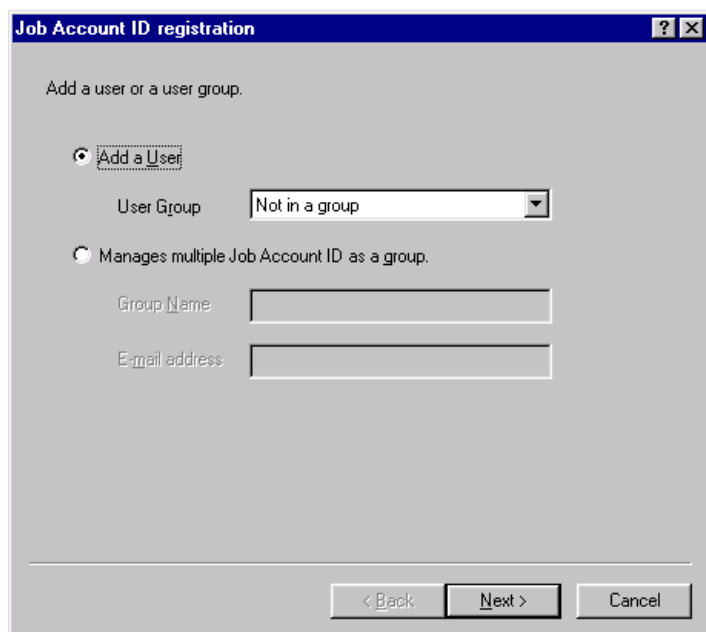 Job Account ID registration
Add a user or a user group.
Add a User
User Group Not in a group
Manages multiple Job Account ID as a group.
Group Name
E-mail address
< Back Next > Cancel